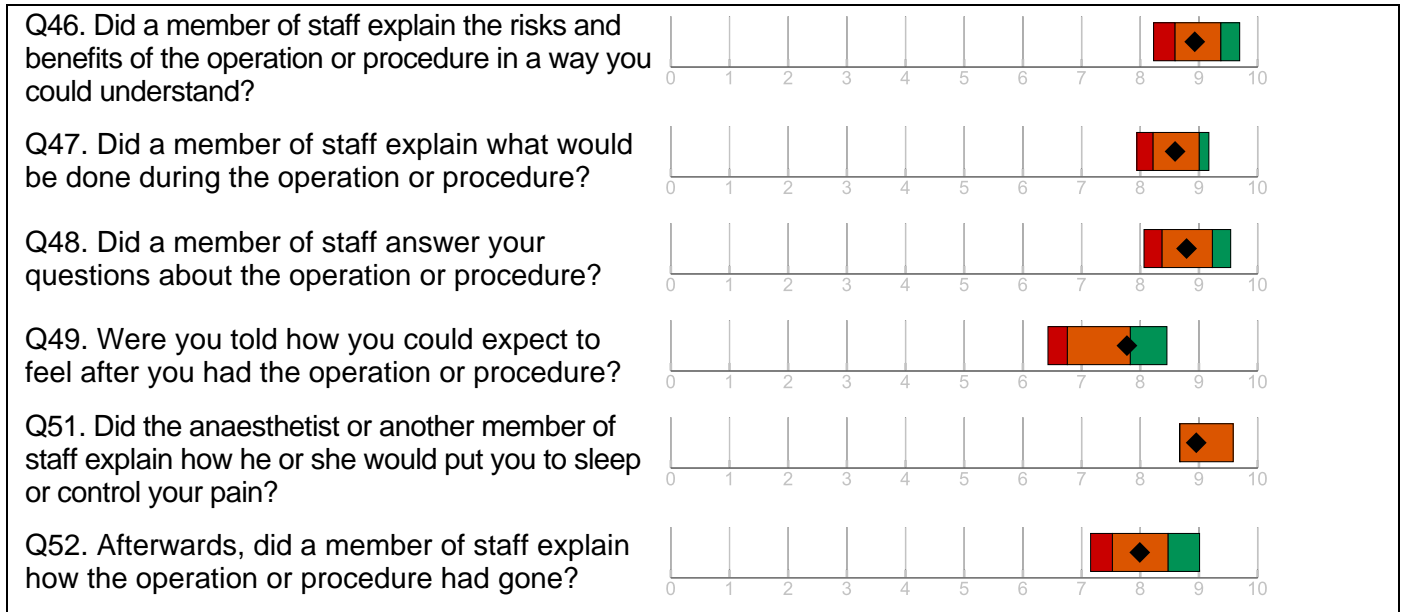 Q46. Did a member of staff explain the risks and
benefits of the operation or procedure in a way you
could understand?
0 1 2 3 4 5 6 7 8 9 10
Q47. Did a member of staff explain what would
be done during the operation or procedure?
0 1 2 3 4 5 6 7 8 9 10
Q48. Did a member of staff answer your
questions about the operation or procedure?
0 1 2 3 4 5 6 7 8 9 10
Q49. Were you told how you could expect to
feel after you had the operation or procedure?
0 1 2 3 4 5 6 7 8 9 10
Q51. Did the anaesthetist or another member of
staff explain how he or she would put you to sleep
or control your pain?
0 1 2 3 4 5 6 7 8 9 10
Q52. Afterwards, did a member of staff explain
how the operation or procedure had gone?
0 1 2 3 4 5 6 7 8 9 10